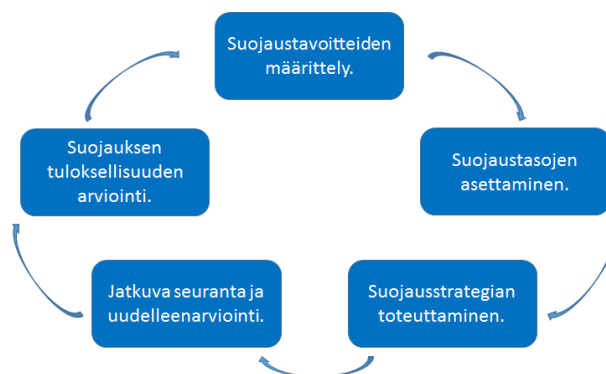 Suojaustavoitteiden
määrittely.
Suojaustasojen
asettaminen.
Suojausstrategian
toteuttaminen.
Jatkuva seuranta ja
uudelleenarviointi.
Suojauksen
tuloksellisuuden
arviointi.